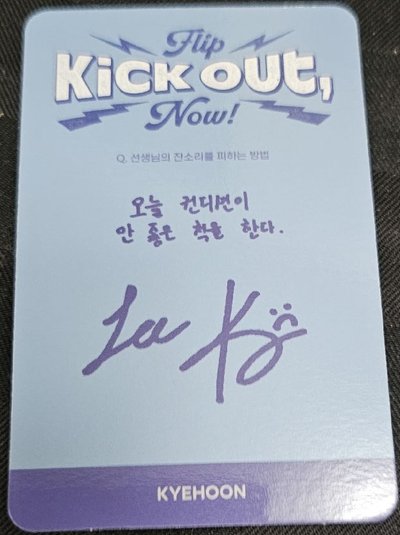 Flip
KiCK OUt,
Now!
Q. 선생님의 잔소리를 피하는 방법
오늘 컨디션이
안 좋은 척을 한다.
KYEHOON